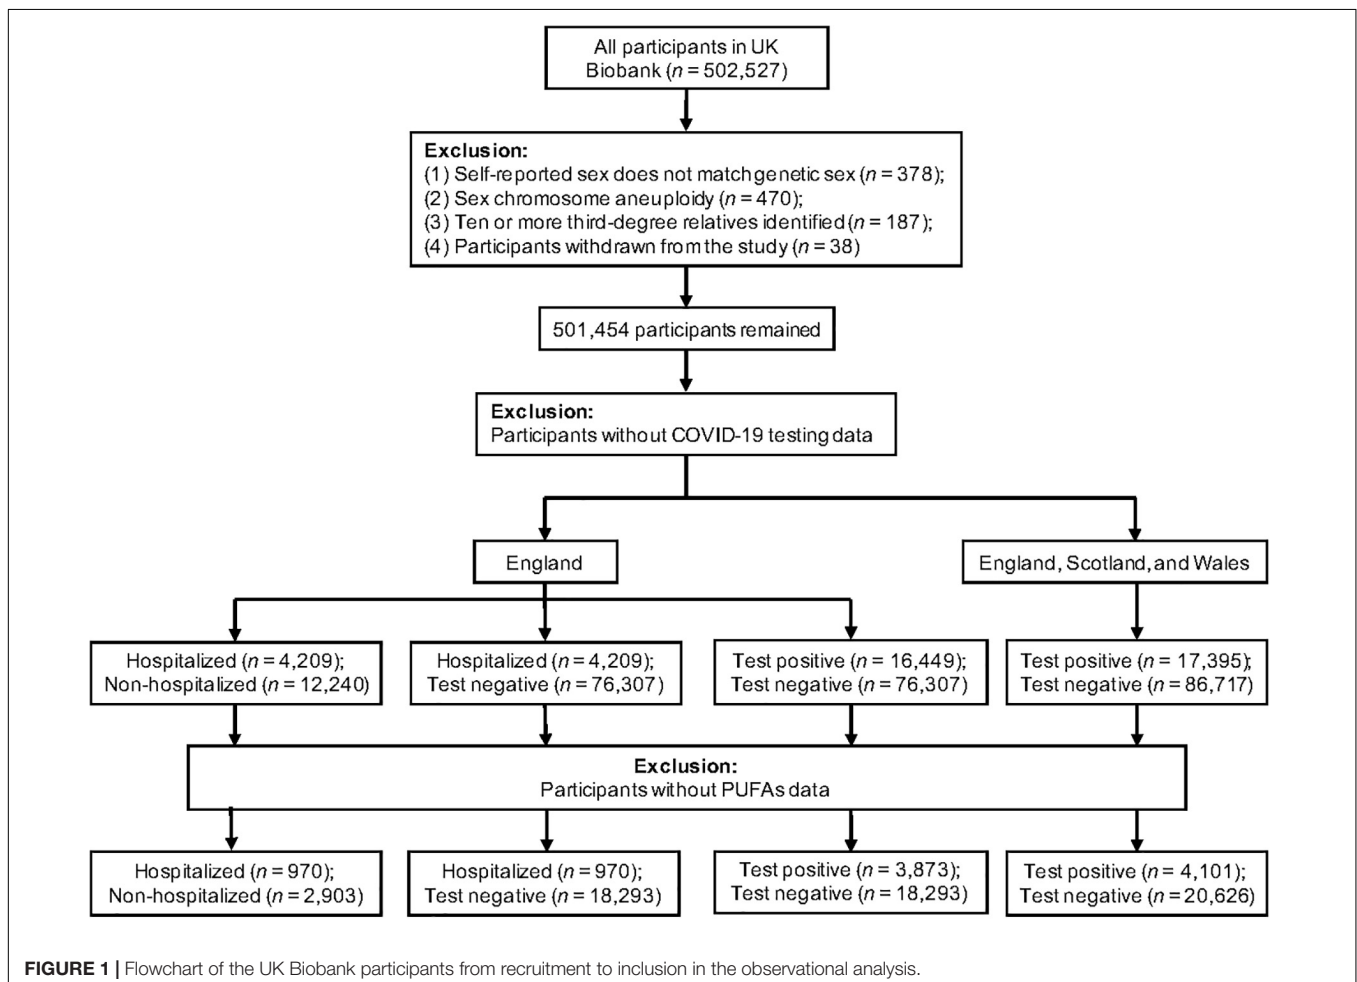 All participants in UK
Biobank (n = 502,527)
Exclusion:
(1) Self-reported sex does not match genetic sex (n = 378);
(2) Sex chromosome aneuploidy (n = 470);
(3) Ten or more third-degree relatives identified (n = 187);
(4) Participants withdrawn from the study (n = 38)
501,454 participants remained
Exclusion:
Participants without COVID-19 testing data
England
England, Scotland, and Wales
Hospitalized (n = 4,209);
Non-hospitalized (n = 12,240)
Hospitalized (n = 4,209);
Test negative (n = 76,307)
Test positive (n = 16,449);
Test negative (n = 76,307)
Test positive (n = 17,395);
Test negative (n = 86,717)
Exclusion:
Participants without PUFAs data
Hospitalized (n = 970);
Non-hospitalized (n = 2,903)
Hospitalized (n = 970);
Test negative (n = 18,293)
Test positive (n = 3,873);
Test negative (n = 18,293)
Test positive (n = 4,101);
Test negative (n = 20,626)
FIGURE 1 | Flowchart of the UK Biobank participants from recruitment to inclusion in the observational analysis.